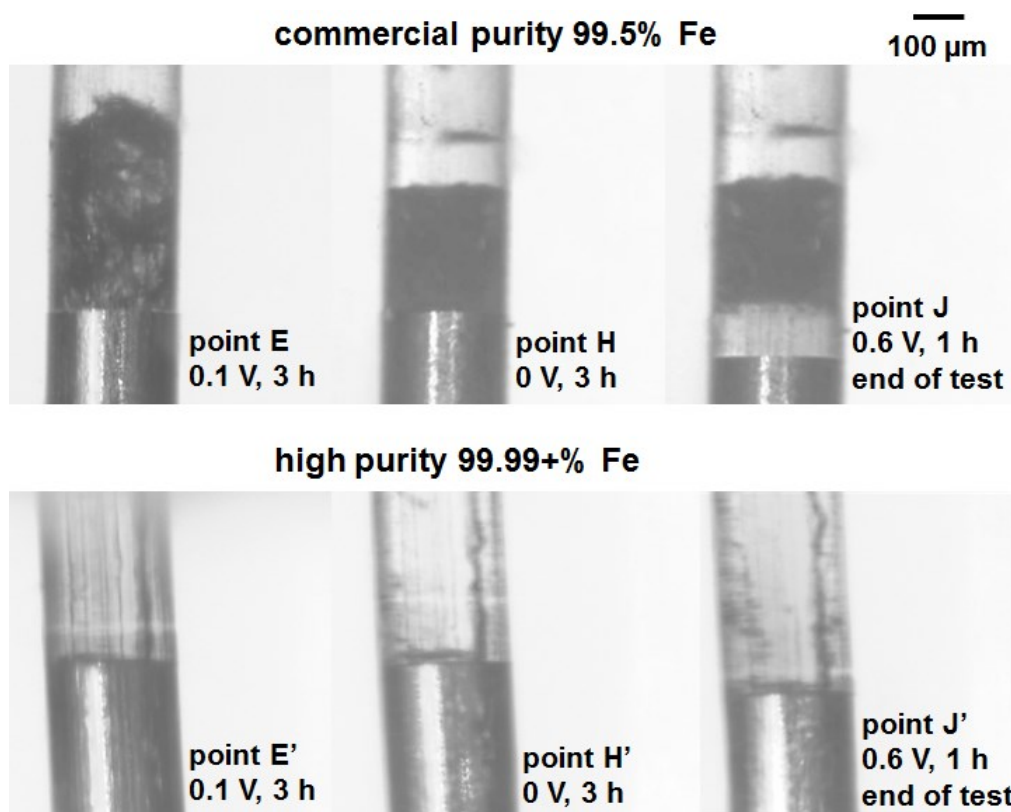 commercial purity 99.5% Fe
100 µm
point E
0.1 V, 3 h
point H
0 V, 3 h
point J
0.6 V, 1 h
end of test
high purity 99.99+% Fe
point E’
0.1 V, 3 h
point H’
0 V, 3 h
point J’
0.6 V, 1 h
end of test